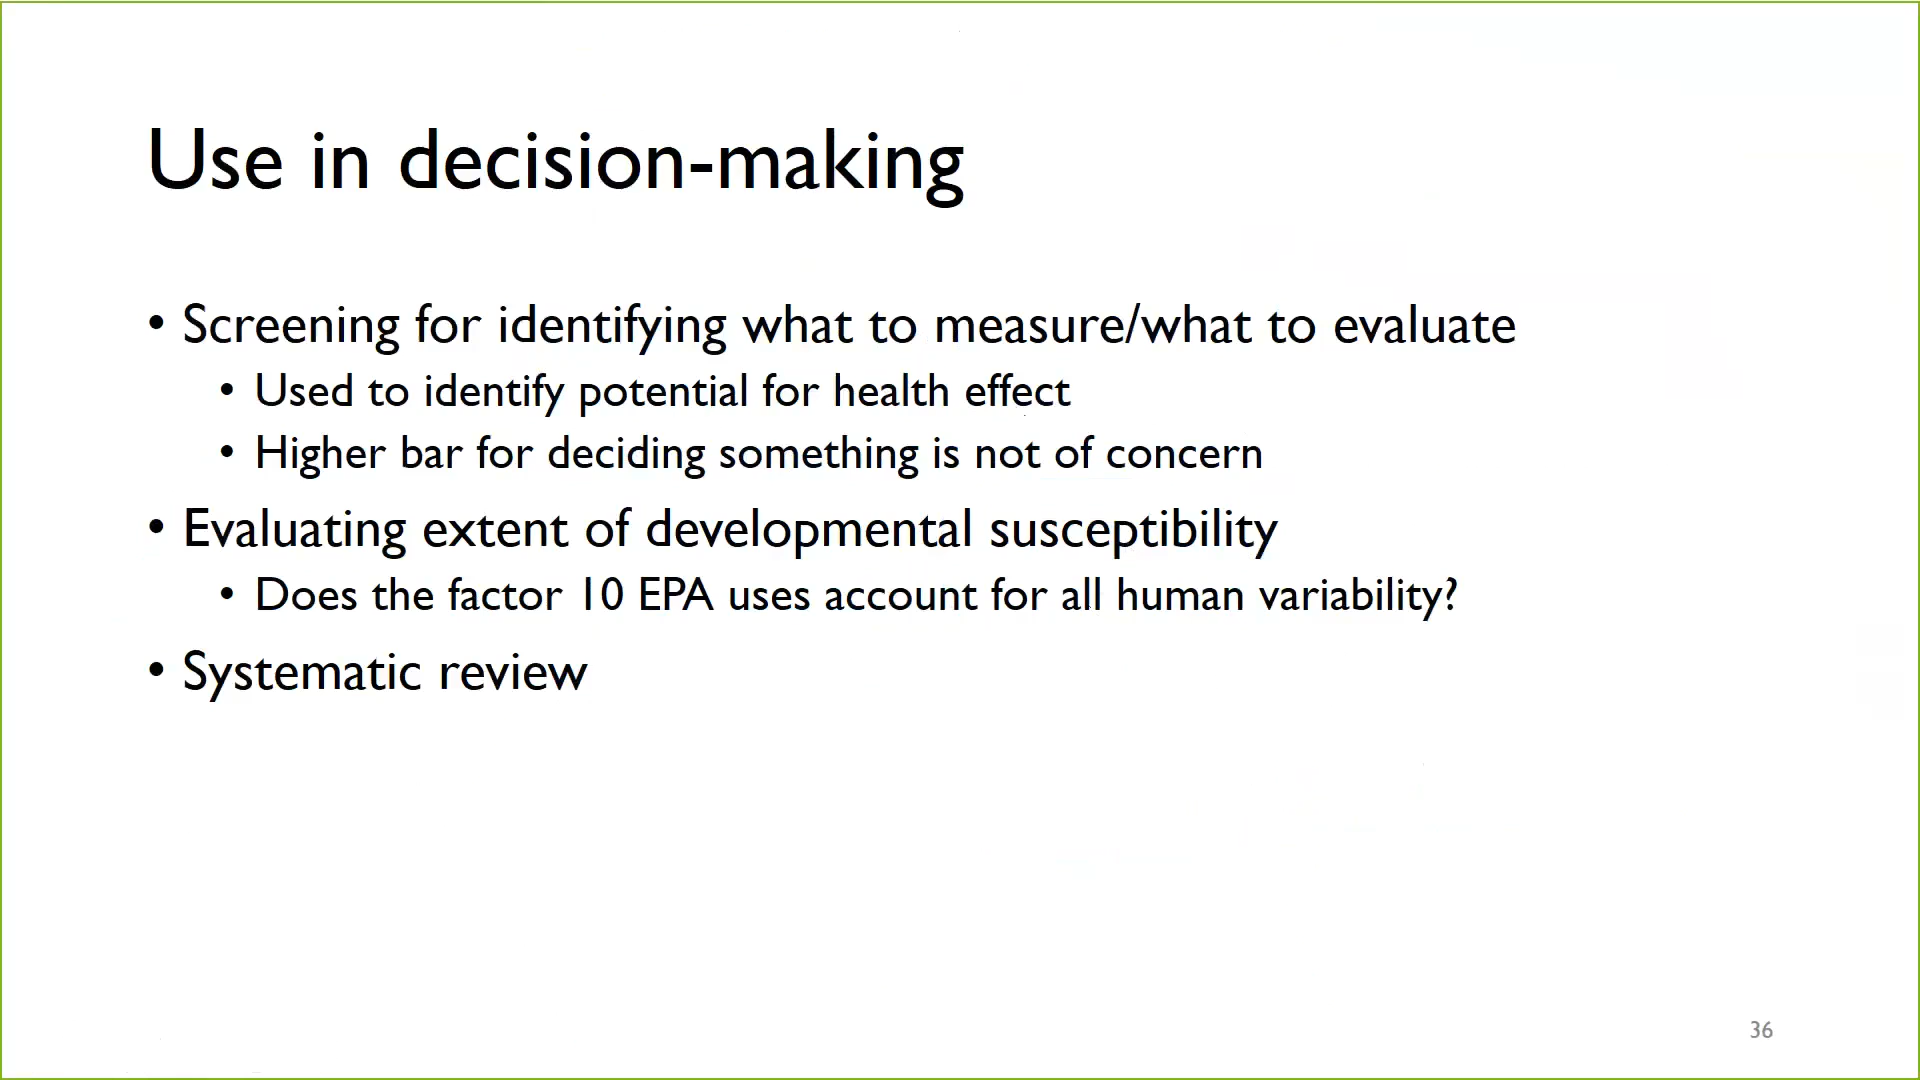 Use in decision-making
• Screening for identifying what to measure/what to evaluate
• Used to identify potential for health effect
• Higher bar for deciding something is not of concern
• Evaluating extent of developmental susceptibility
• Does the factor 10 EPA uses account for all human variability?
• Systematic review
36